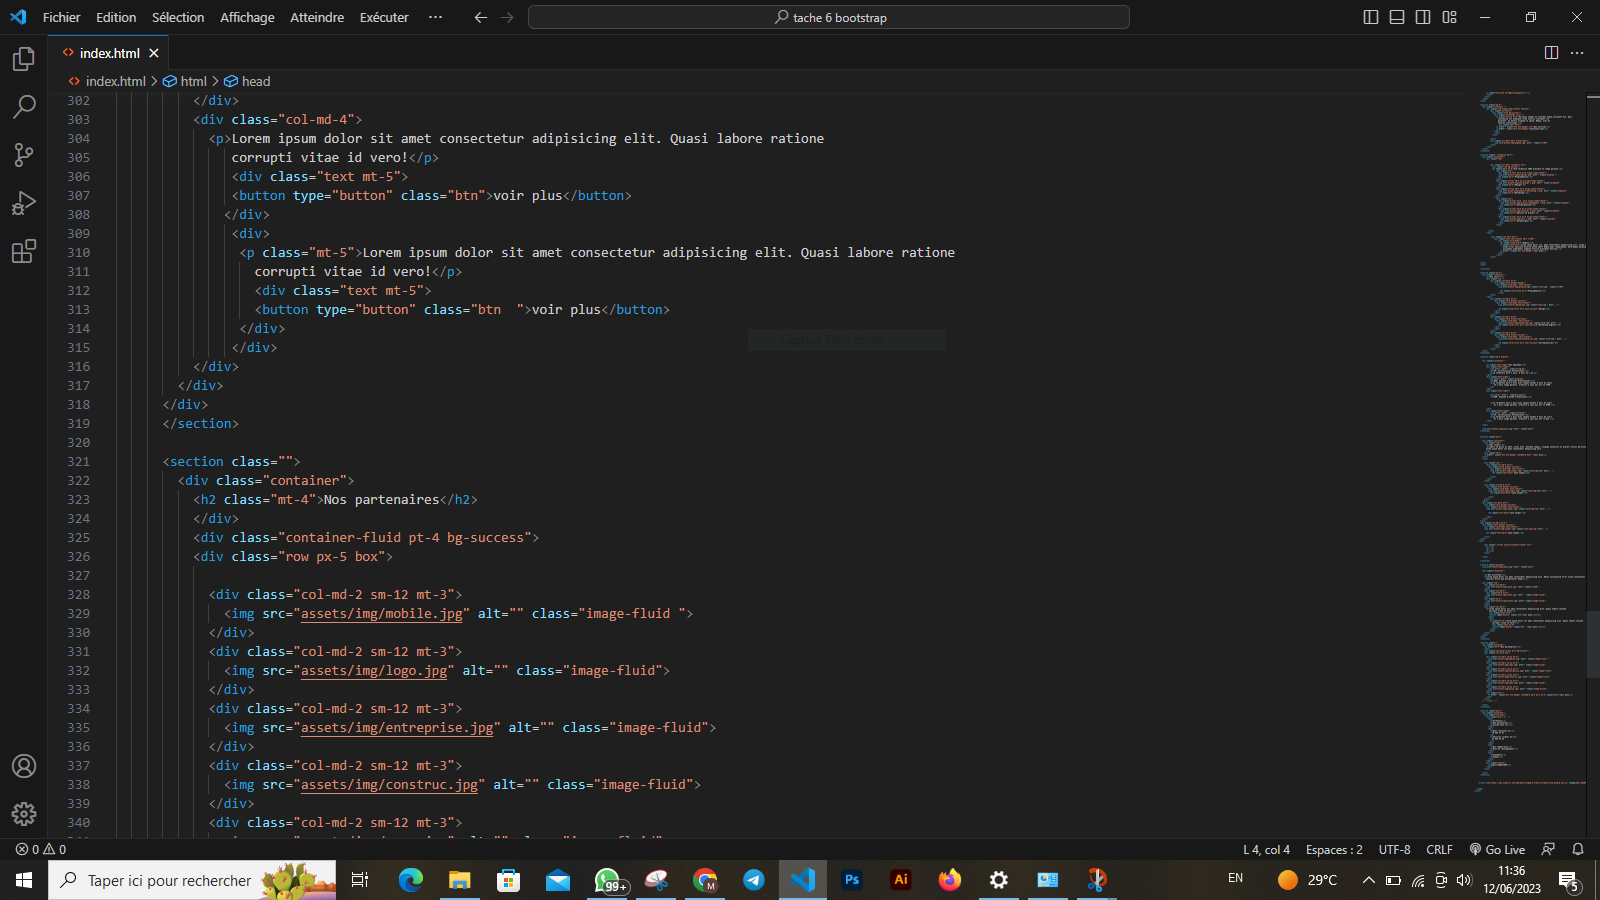 Fichier Edition Sélection Affichage Atteindre Exécuter ··· tache 6 bootstrap
index.html
index.html > html > head
302 </div>
303 <div class="col-md-4">
304 <p>Lorem ipsum dolor sit amet consectetur adipisicing elit. Quasi labore ratione
305 corrupti vitae id vero!</p>
306 <div class="text mt-5">
307 <button type="button" class="btn">voir plus</button>
308 </div>
309 <div>
310 <p class="mt-5">Lorem ipsum dolor sit amet consectetur adipisicing elit. Quasi labore ratione
311 corrupti vitae id vero!</p>
312 <div class="text mt-5">
313 <button type="button" class="btn  ">voir plus</button>
314 </div>
315 </div>
316 </div>
317 </div>
318 </div>
319 </section>
320
321 <section class="">
322 <div class="container">
323 <h2 class="mt-4">Nos partenaires</h2>
324 </div>
325 <div class="container-fluid pt-4 bg-success">
326 <div class="row px-5 box">
327
328 <div class="col-md-2 sm-12 mt-3">
329 <img src="assets/img/mobile.jpg" alt="" class="image-fluid ">
330 </div>
331 <div class="col-md-2 sm-12 mt-3">
332 <img src="assets/img/logo.jpg" alt="" class="image-fluid">
333 </div>
334 <div class="col-md-2 sm-12 mt-3">
335 <img src="assets/img/entreprise.jpg" alt="" class="image-fluid">
336 </div>
337 <div class="col-md-2 sm-12 mt-3">
338 <img src="assets/img/construc.jpg" alt="" class="image-fluid">
339 </div>
340 <div class="col-md-2 sm-12 mt-3">
0 0 L 4, col 4 Espaces : 2 UTF-8 CRLF Go Live
Taper ici pour rechercher 99+ M Ps Ai EN 29°C 11:36
12/06/2023 5